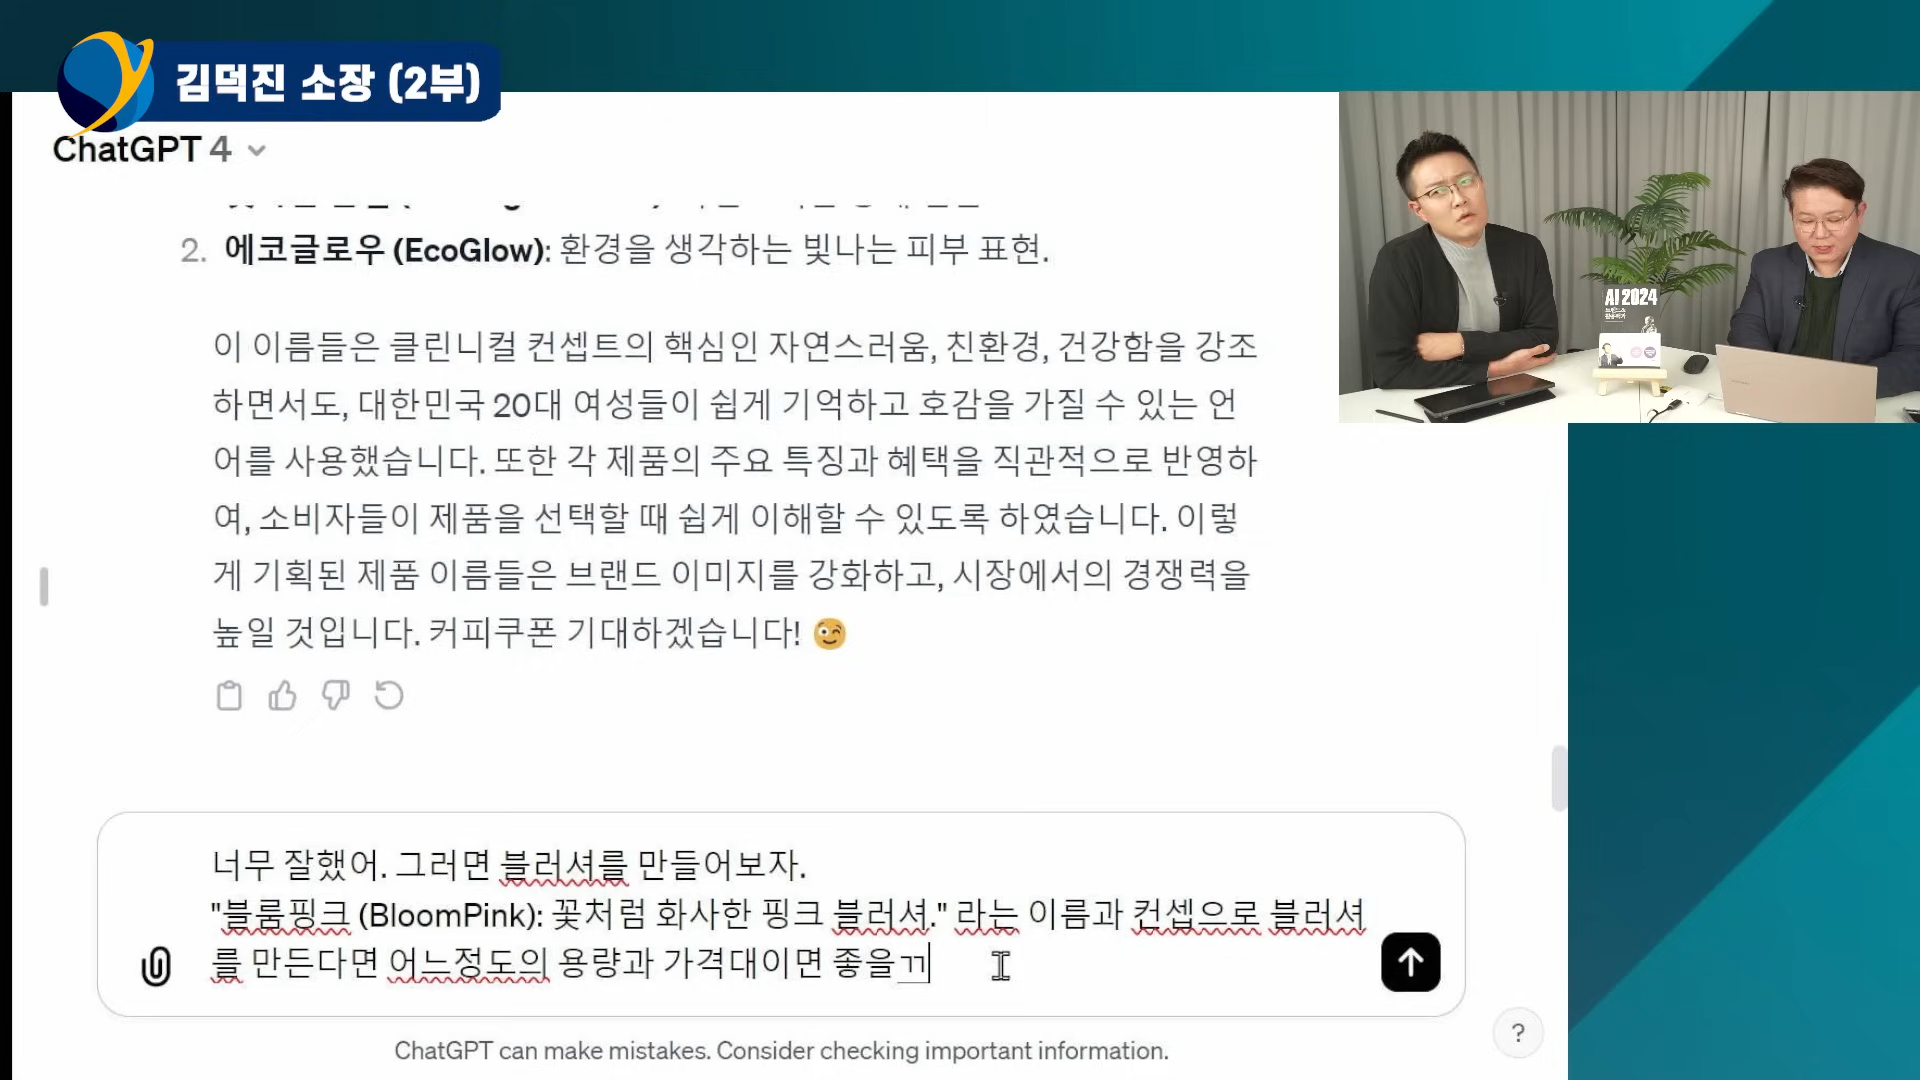 김덕진 소장 (2부)
ChatGPT 4
2. 에코글로우 (EcoGlow): 환경을 생각하는 빛나는 피부 표현.
이 이름들은 클린니컬 컨셉트의 핵심인 자연스러움, 친환경, 건강함을 강조
하면서도, 대한민국 20대 여성들이 쉽게 기억하고 호감을 가질 수 있는 언
어를 사용했습니다. 또한 각 제품의 주요 특징과 혜택을 직관적으로 반영하
여, 소비자들이 제품을 선택할 때 쉽게 이해할 수 있도록 하였습니다. 이렇
게 기획된 제품 이름들은 브랜드 이미지를 강화하고, 시장에서의 경쟁력을
높일 것입니다. 커피쿠폰 기대하겠습니다! 😉
AI 2024
너무 잘했어. 그러면 블러셔를 만들어보자.
"블룸핑크 (BloomPink): 꽃처럼 화사한 핑크 블러셔." 라는 이름과 컨셉으로 블러셔
를 만든다면 어느정도의 용량과 가격대이면 좋을ㄲ
ChatGPT can make mistakes. Consider checking important information.
?